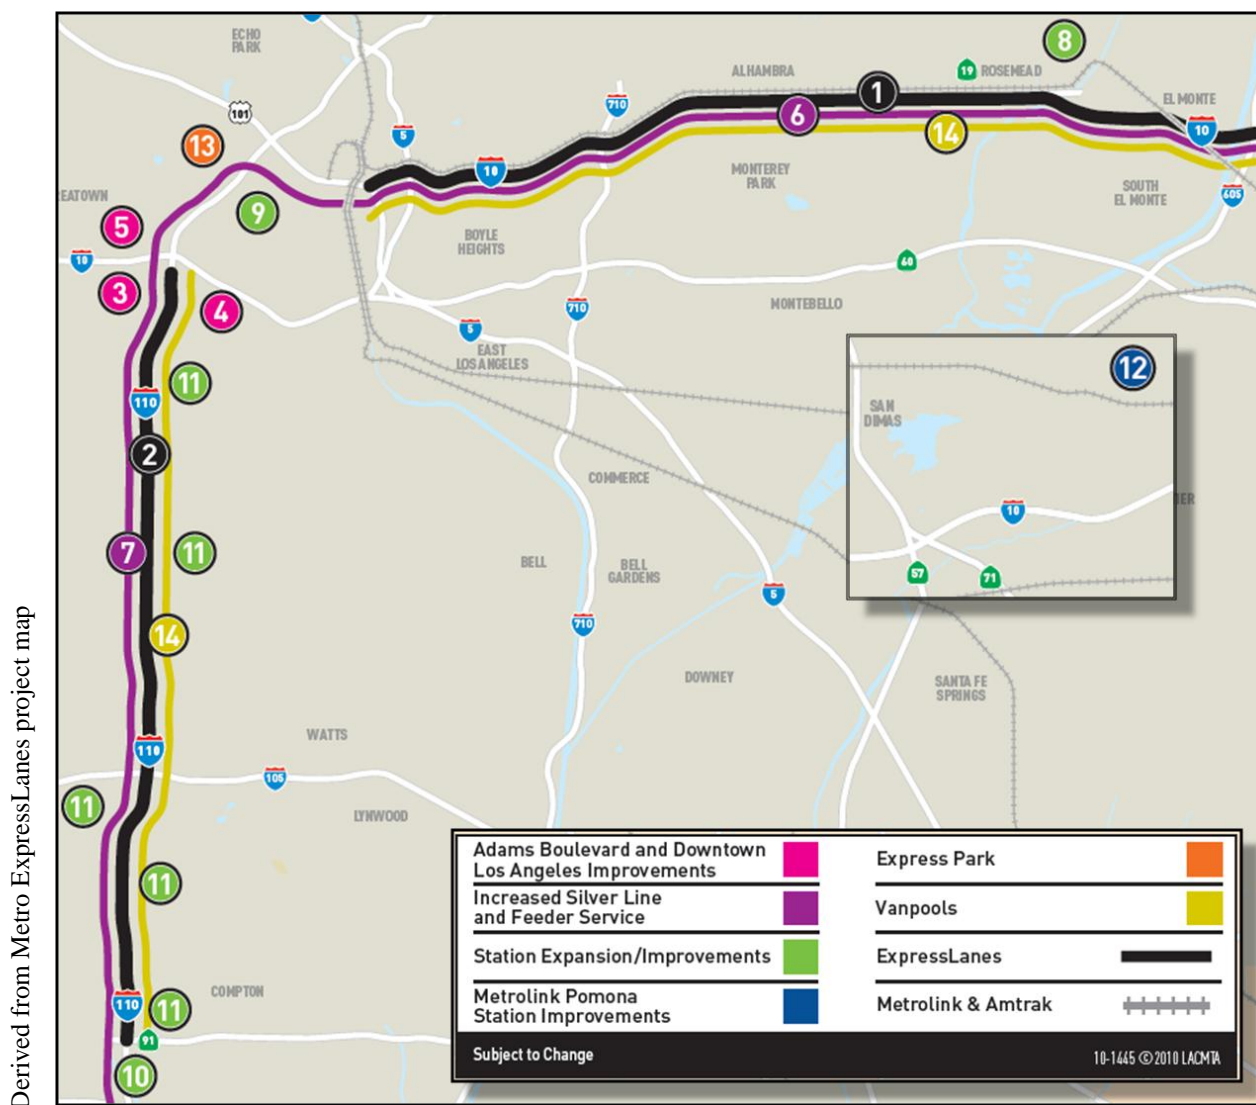 Derived from Metro ExpressLanes project map
ECHO
PARK
101
5
710
ALHAMBRA
19
ROSEMEAD
8
1
6
14
EL MONTE
10
13
10
MONTEREY
PARK
SOUTH
EL MONTE
605
REATOWN
5
9
BOYLE
HEIGHTS
60
10
3
4
710
MONTEBELLO
5
EAST
LOS ANGELES
11
110
2
12
SAN
DIMAS
COMMERCE
10
57
71
7
11
BELL
BELL
GARDENS
5
710
14
DOWNEY
SANTA FE
SPRINGS
WATTS
110
105
11
LYNWOOD
11
COMPTON
110
11
91
10
Adams Boulevard and Downtown
Los Angeles Improvements
Increased Silver Line
and Feeder Service
Station Expansion/Improvements
Metrolink Pomona
Station Improvements
Express Park
Vanpools
ExpressLanes
Metrolink & Amtrak
Subject to Change
10-1445 ©2010 LACMTA